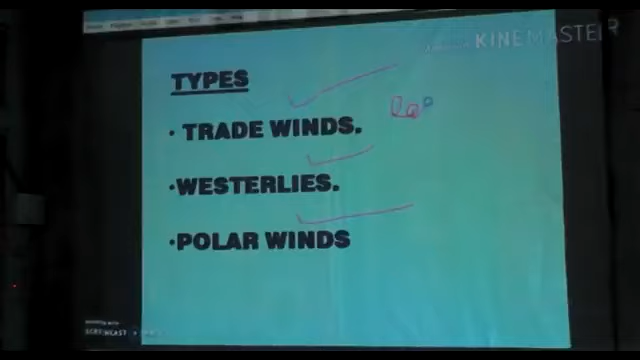 KINEMASTER
TYPES
• TRADE WINDS.
• WESTERLIES.
• POLAR WINDS